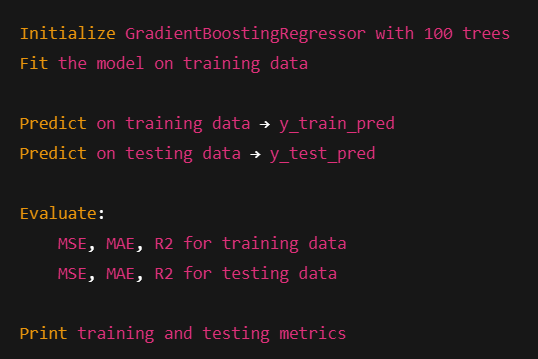 Initialize GradientBoostingRegressor with 100 trees
Fit the model on training data
Predict on training data → y_train_pred
Predict on testing data → y_test_pred
Evaluate:
MSE, MAE, R2 for training data
MSE, MAE, R2 for testing data
Print training and testing metrics